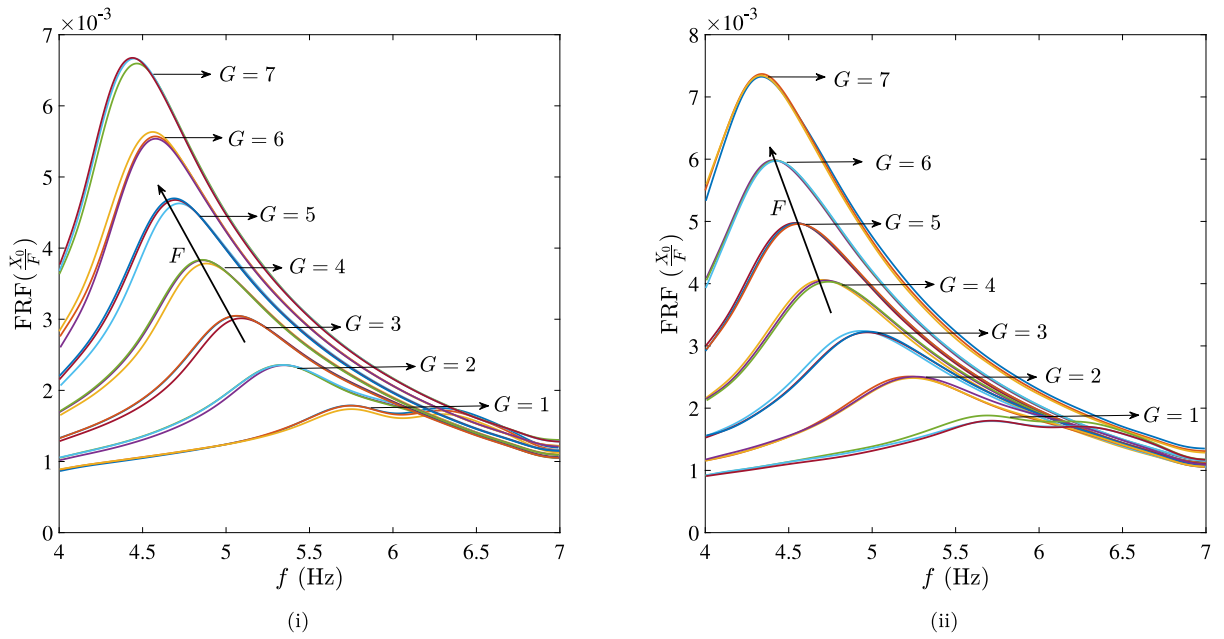 ×10⁻³
7
6
5
4
3
2
1
0
FRF(X₀/F)
G = 7
G = 6
G = 5
G = 4
G = 3
G = 2
G = 1
F
4 4.5 5 5.5 6 6.5 7
f (Hz)
(i)
×10⁻³
8
7
6
5
4
3
2
1
0
FRF (X₀/F)
G = 7
G = 6
G = 5
G = 4
G = 3
G = 2
G = 1
F
4 4.5 5 5.5 6 6.5 7
f (Hz)
(ii)